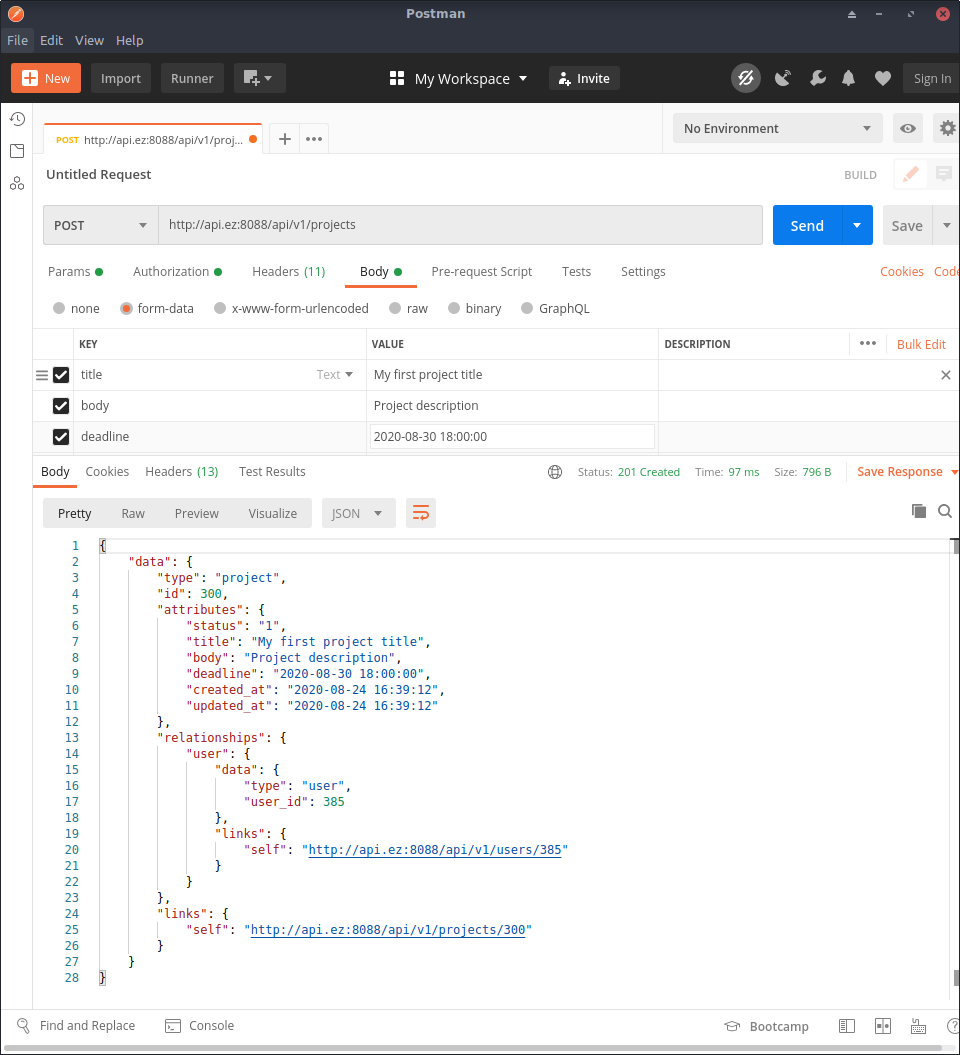 Postman
File Edit View Help
New Import Runner My Workspace Invite Sign In
POST http://api.ez:8088/api/v1/proj... No Environment
Untitled Request BUILD
POST http://api.ez:8088/api/v1/projects Send Save
Params Authorization Headers (11) Body Pre-request Script Tests Settings Cookies Code
none form-data x-www-form-urlencoded raw binary GraphQL
KEY VALUE DESCRIPTION Bulk Edit
title Text My first project title
body Project description
deadline 2020-08-30 18:00:00
Body Cookies Headers (13) Test Results Status: 201 Created Time: 97 ms Size: 796 B Save Response
Pretty Raw Preview Visualize JSON
1 {
2 "data": {
3 "type": "project",
4 "id": 300,
5 "attributes": {
6 "status": "1",
7 "title": "My first project title",
8 "body": "Project description",
9 "deadline": "2020-08-30 18:00:00",
10 "created_at": "2020-08-24 16:39:12",
11 "updated_at": "2020-08-24 16:39:12"
12 },
13 "relationships": {
14 "user": {
15 "data": {
16 "type": "user",
17 "user_id": 385
18 },
19 "links": {
20 "self": "http://api.ez:8088/api/v1/users/385"
21 }
22 }
23 },
24 "links": {
25 "self": "http://api.ez:8088/api/v1/projects/300"
26 }
27 }
28 }
Find and Replace Console Bootcamp